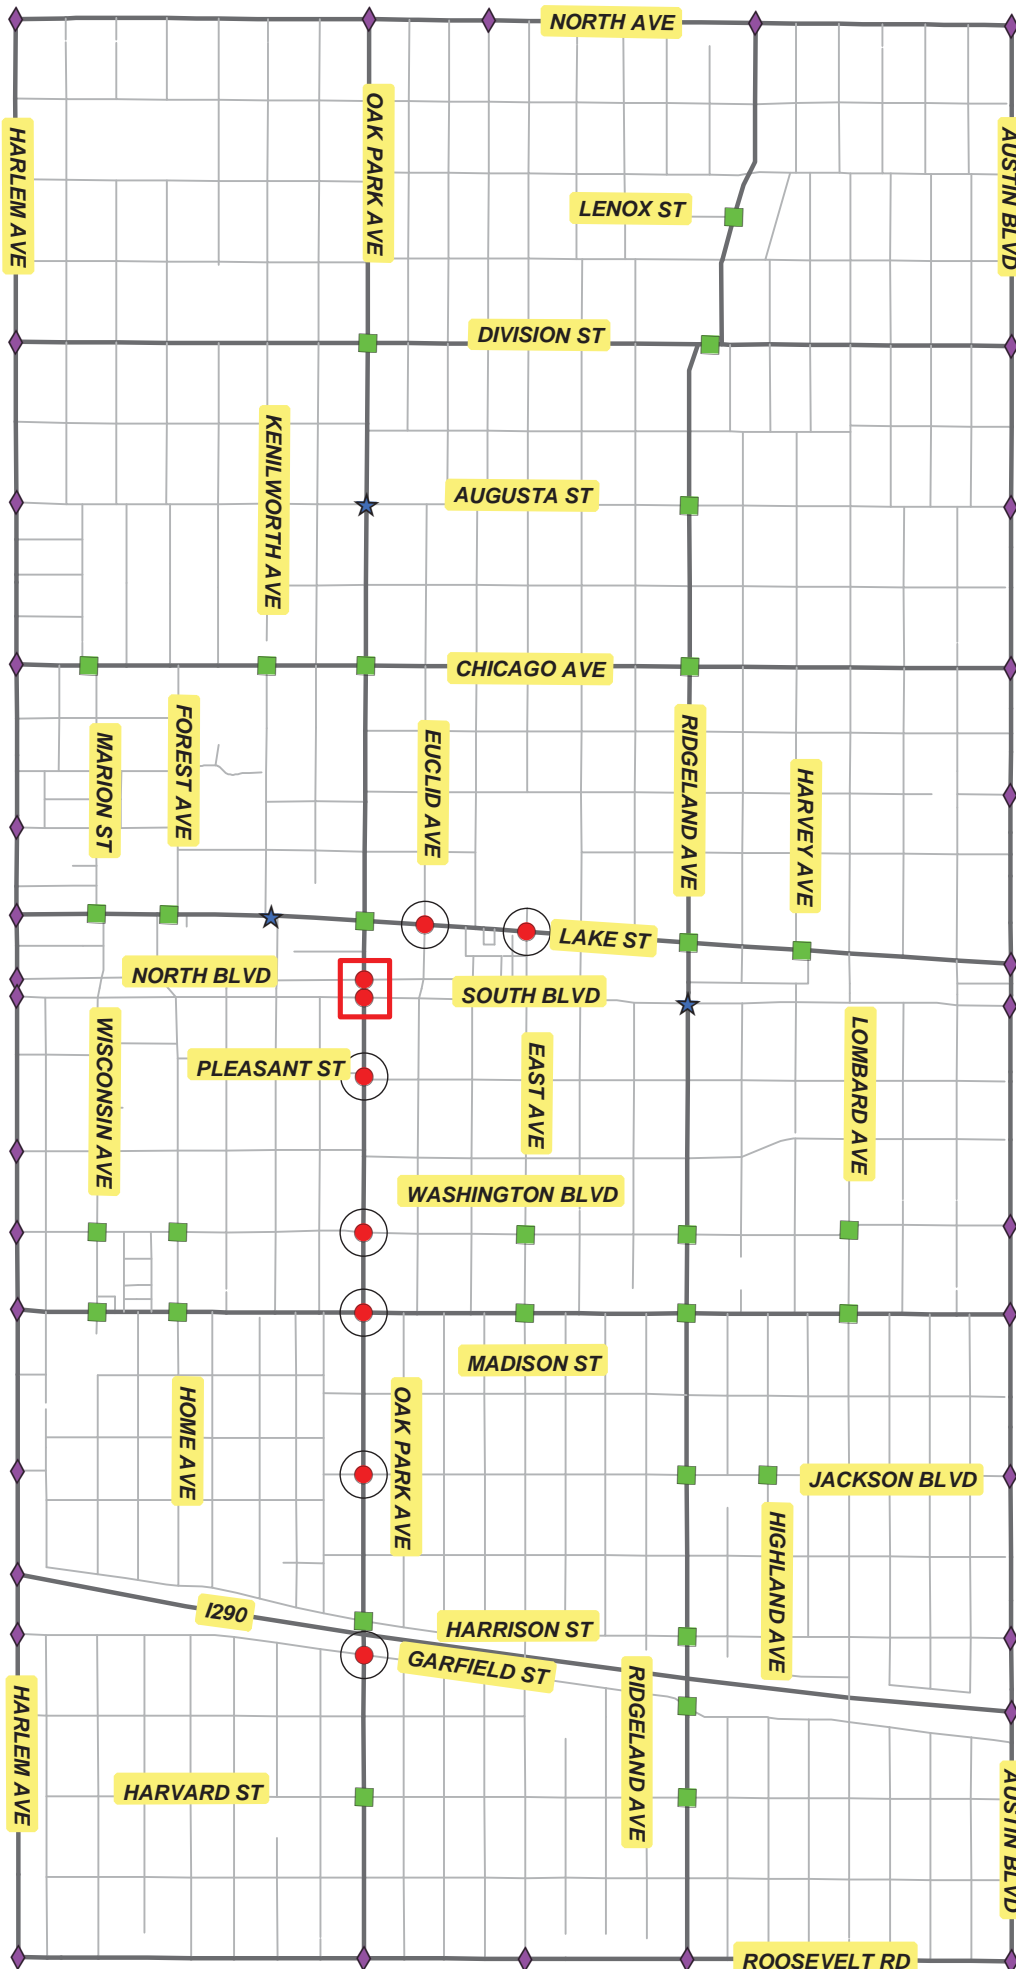 NORTH AVE
HARLEM AVE
OAK PARK AVE
AUSTIN BLVD
LENOX ST
DIVISION ST
KENILWORTH AVE
AUGUSTA ST
CHICAGO AVE
FOREST AVE
MARION ST
EUCLID AVE
RIDGELAND AVE
HARVEY AVE
LAKE ST
NORTH BLVD
SOUTH BLVD
WISCONSIN AVE
PLEASANT ST
EAST AVE
LOMBARD AVE
WASHINGTON BLVD
MADISON ST
HOME AVE
OAK PARK AVE
JACKSON BLVD
HIGHLAND AVE
I290
HARRISON ST
GARFIELD ST
RIDGELAND AVE
HARLEM AVE
HARVARD ST
AUSTIN BLVD
ROOSEVELT RD